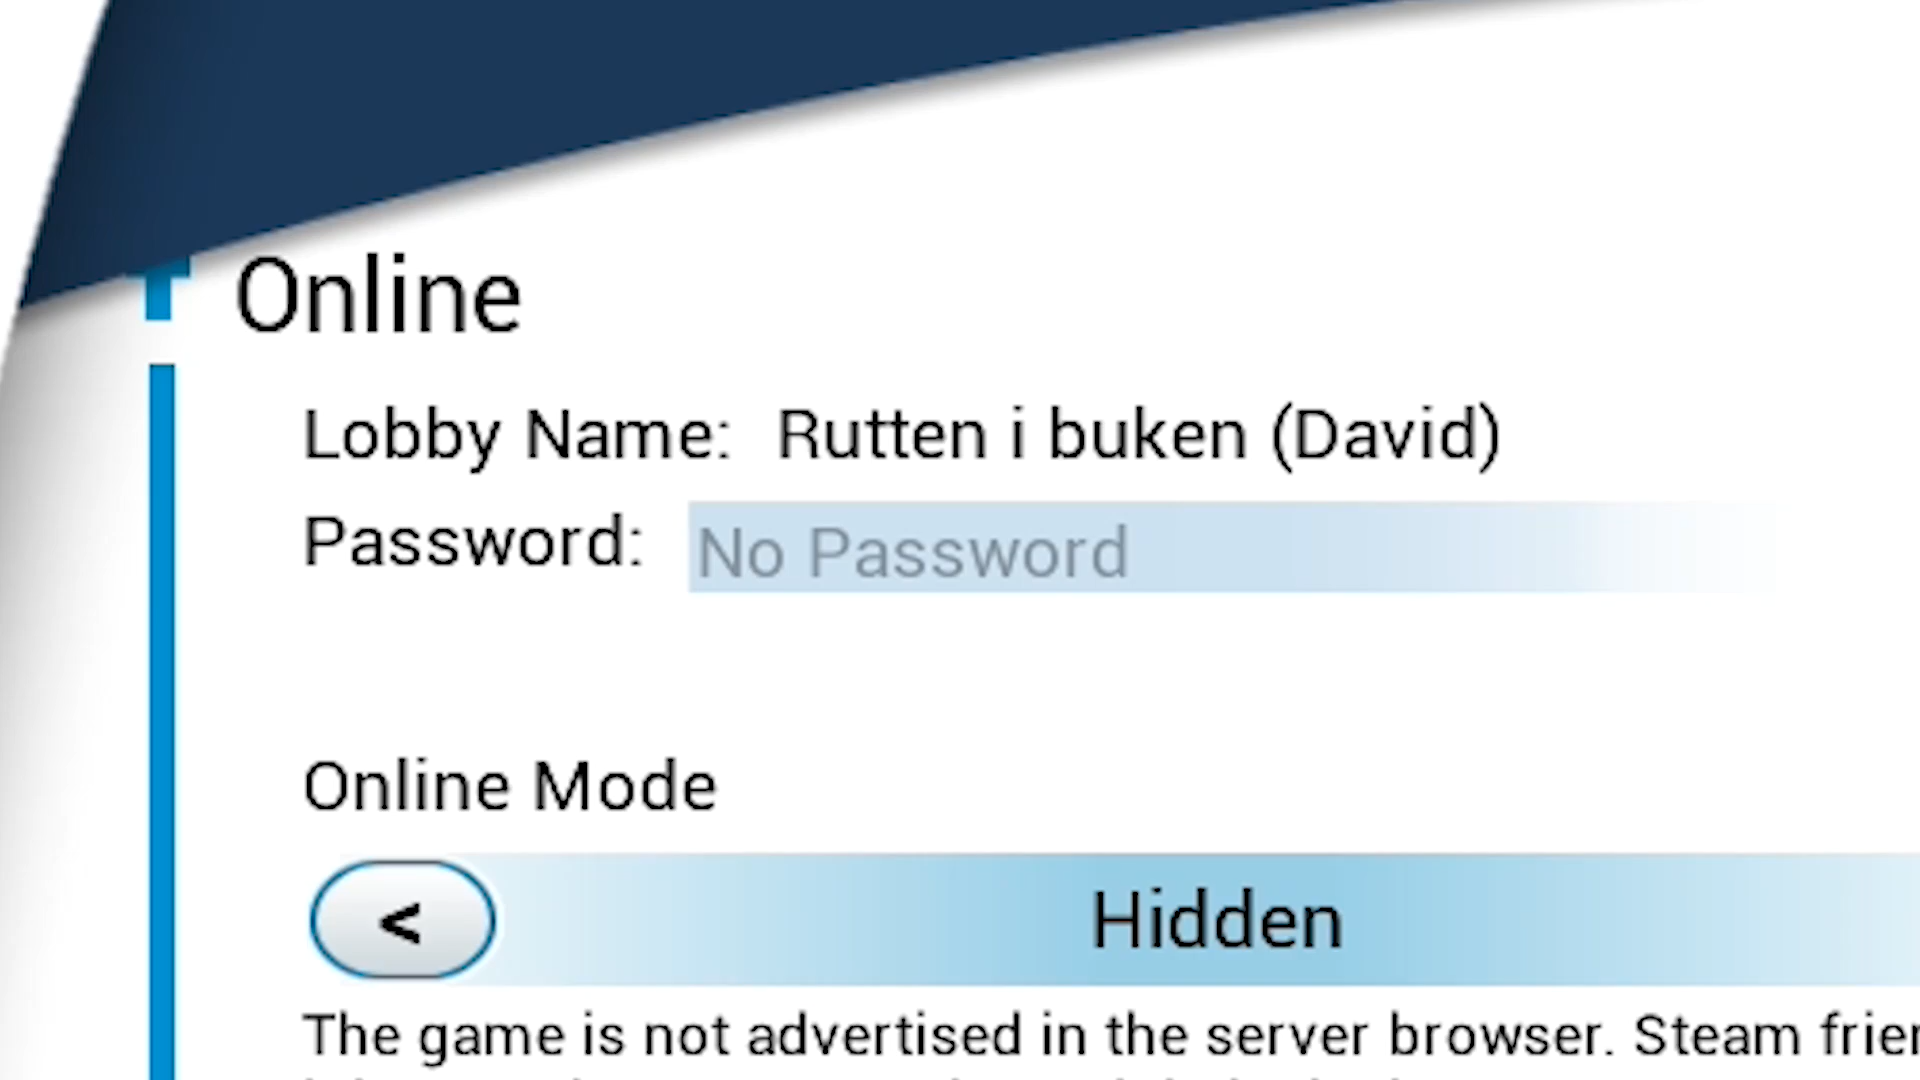 Online
Lobby Name: Rutten i buken (David)
Password: No Password
Online Mode
< Hidden
The game is not advertised in the server browser. Steam